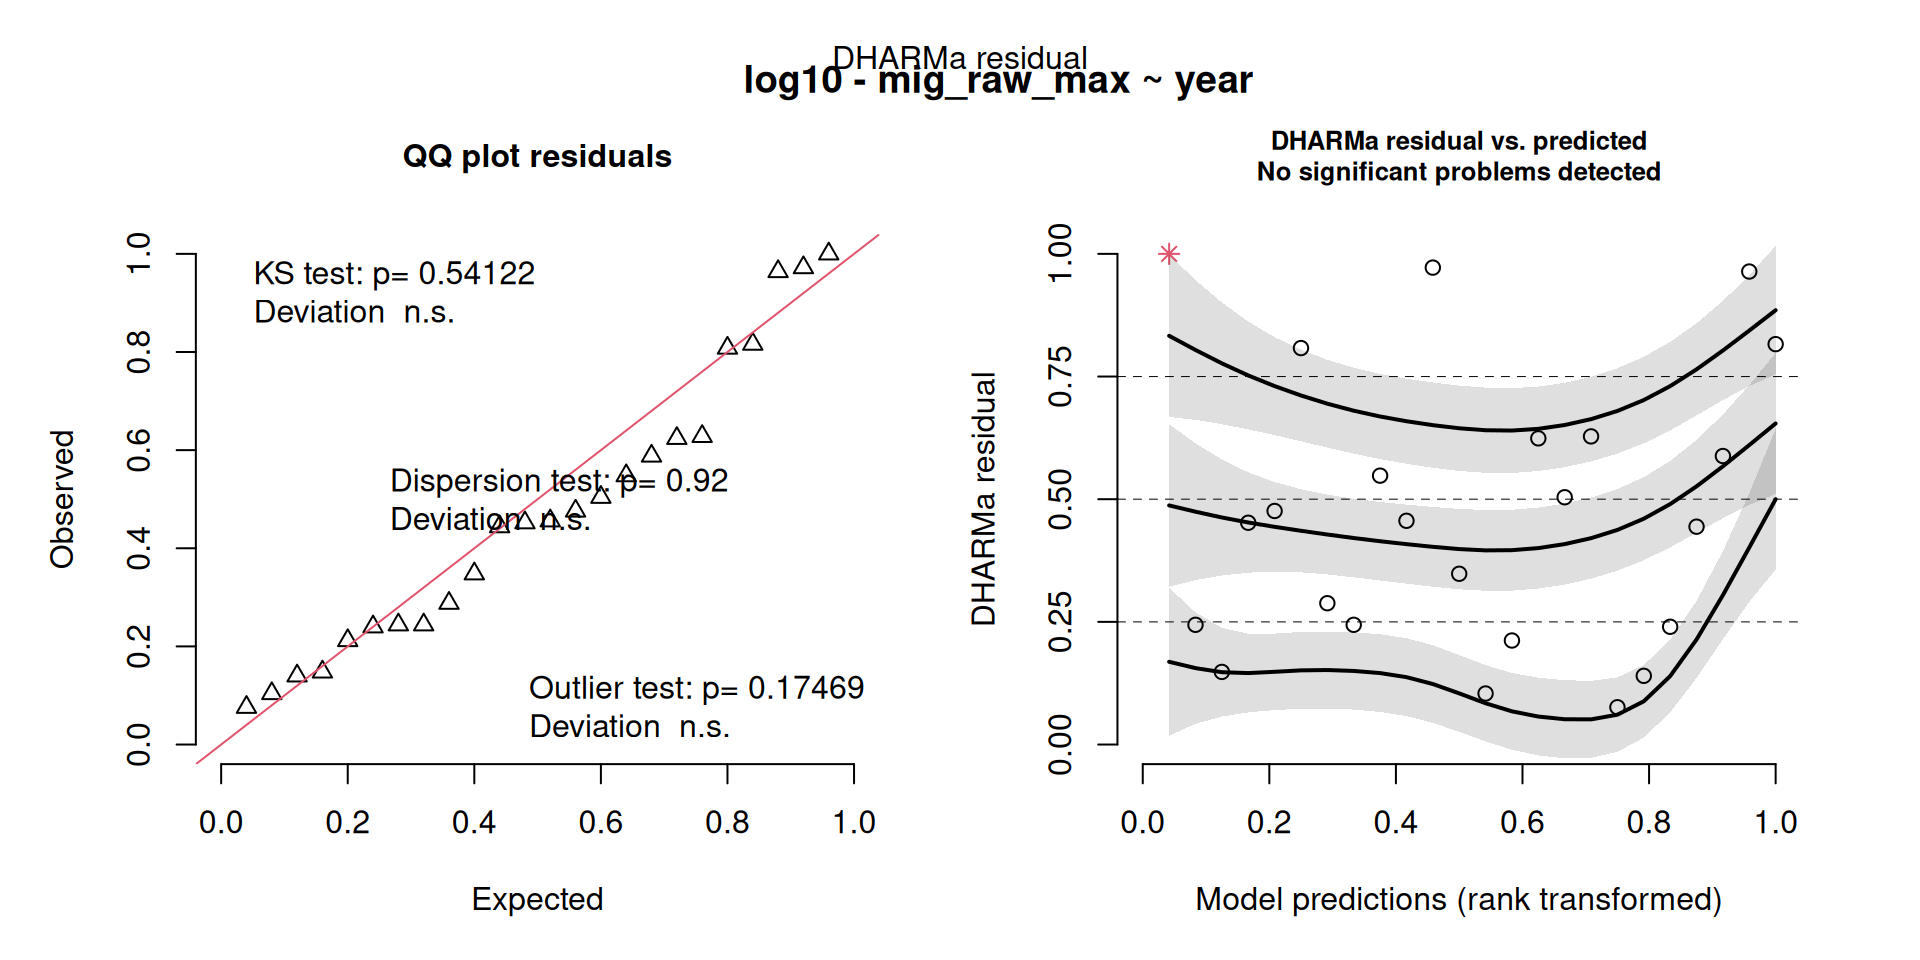 DHARMa residual
log10 - mig_raw_max ~ year
QQ plot residuals
KS test: p= 0.54122
Deviation  n.s.
Dispersion test: p= 0.92
Deviation  n.s.
Outlier test: p= 0.17469
Deviation  n.s.
Observed
0.0
0.2
0.4
0.6
0.8
1.0
0.0 0.2 0.4 0.6 0.8 1.0
Expected
DHARMa residual vs. predicted
No significant problems detected
DHARMa residual
0.00
0.25
0.50
0.75
1.00
0.0 0.2 0.4 0.6 0.8 1.0
Model predictions (rank transformed)